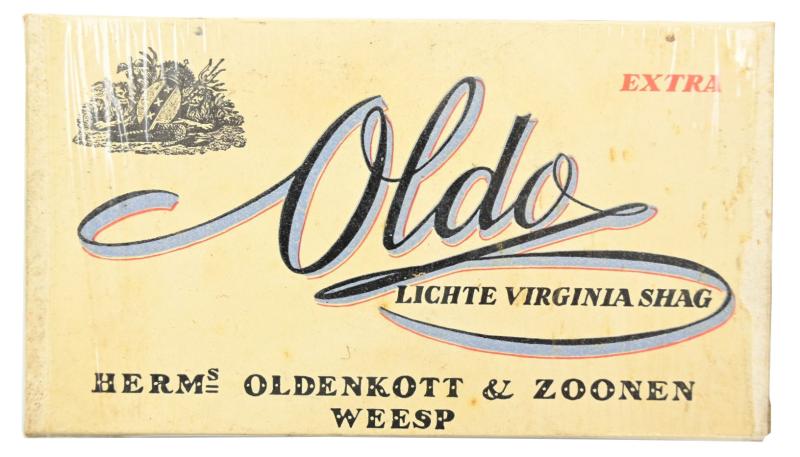 EXTRA
Oldo
LICHTE VIRGINIA SHAG
HERMS OLDENKOTT & ZOONEN
WEESP